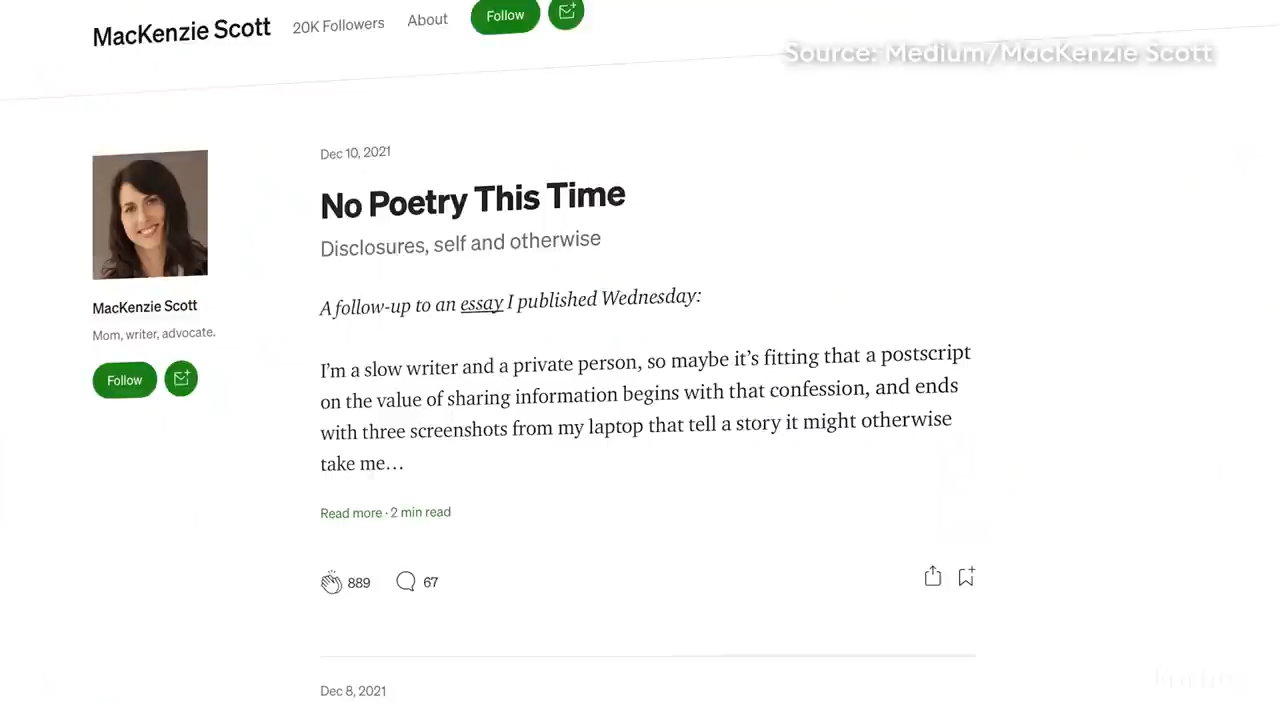 MacKenzie Scott 20K Followers About Follow
Source: Medium/MacKenzie Scott
Dec 10, 2021
No Poetry This Time
Disclosures, self and otherwise
A follow-up to an essay I published Wednesday:
MacKenzie Scott
Mom, writer, advocate.
Follow
I'm a slow writer and a private person, so maybe it's fitting that a postscript
on the value of sharing information begins with that confession, and ends
with three screenshots from my laptop that tell a story it might otherwise
take me…
Read more · 2 min read
889 67
Dec 8, 2021
Forbes